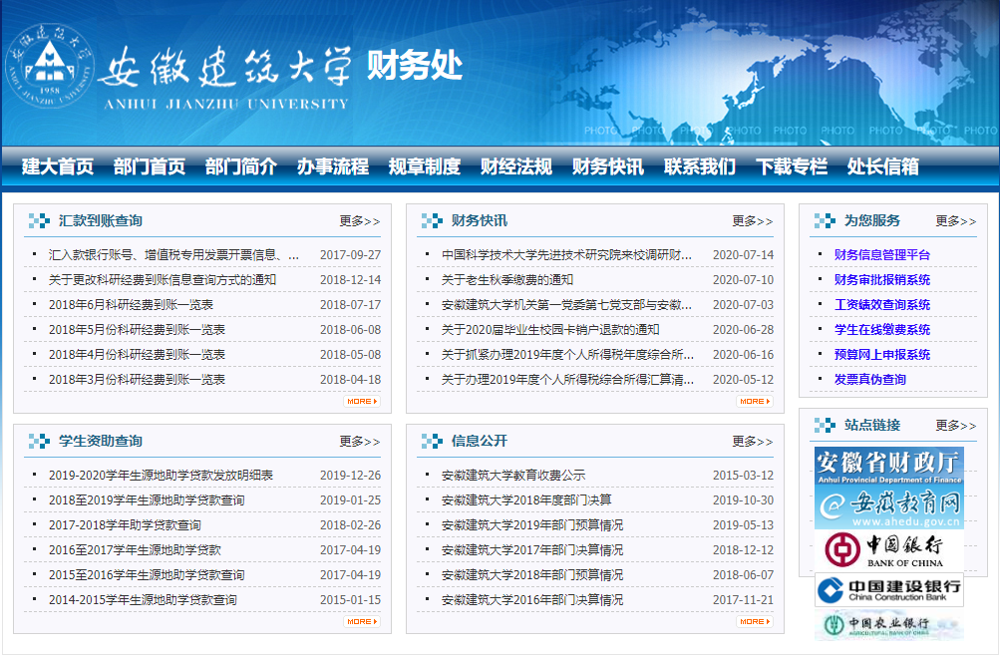 安徽建筑大学 财务处
安徽建筑大学
1958
ANHUI JIANZHU UNIVERSITY
ANHUI JIANZHU UNIVERSITY
PHOTO PHOTO PHOTO PHOTO PHOTO PHOTO PHOTO PHOTO PHOTO
建大首页 部门首页 部门简介 办事流程 规章制度 财经法规 财务快讯 联系我们 下载专栏 处长信箱
汇款到账查询 更多>>
汇入款银行账号、增值税专用发票开票信息、... 2017-09-27
关于更改科研经费到账信息查询方式的通知 2018-12-14
2018年6月科研经费到账一览表 2018-07-17
2018年5月份科研经费到账一览表 2018-06-08
2018年4月份科研经费到账一览表 2018-05-08
2018年3月份科研经费到账一览表 2018-04-18
MORE
财务快讯 更多>>
中国科学技术大学先进技术研究院来校调研财... 2020-07-14
关于老生秋季缴费的通知 2020-07-10
安徽建筑大学机关第一党委第七党支部与安徽... 2020-07-03
关于2020届毕业生校园卡销户退款的通知 2020-06-28
关于抓紧办理2019年度个人所得税年度综合所... 2020-06-16
关于办理2019年度个人所得税综合所得汇算清... 2020-05-12
MORE
为您服务 更多>>
财务信息管理平台
财务审批报销系统
工资绩效查询系统
学生在线缴费系统
预算网上申报系统
发票真伪查询
学生资助查询 更多>>
2019-2020学年生源地助学贷款发放明细表 2019-12-26
2018至2019学年生源地助学贷款查询 2019-01-25
2017-2018学年助学贷款查询 2018-02-26
2016至2017学年生源地助学贷款 2017-04-19
2015至2016学年生源地助学贷款查询 2017-04-19
2014-2015学年生源地助学贷款查询 2015-01-15
MORE
信息公开 更多>>
安徽建筑大学教育收费公示 2015-03-12
安徽建筑大学2018年度部门决算 2019-10-30
安徽建筑大学2019年部门预算情况 2019-05-13
安徽建筑大学2017年部门决算情况 2018-12-12
安徽建筑大学2018年部门预算情况 2018-06-07
安徽建筑大学2016年部门决算情况 2017-11-21
MORE
站点链接 更多>>
安徽省财政厅
Anhui Provincial Department of Finance
安徽教育网
www.ahedu.gov.cn
中国银行
BANK OF CHINA
中国建设银行
China Construction Bank
中国农业银行
AGRICULTURAL BANK OF CHINA